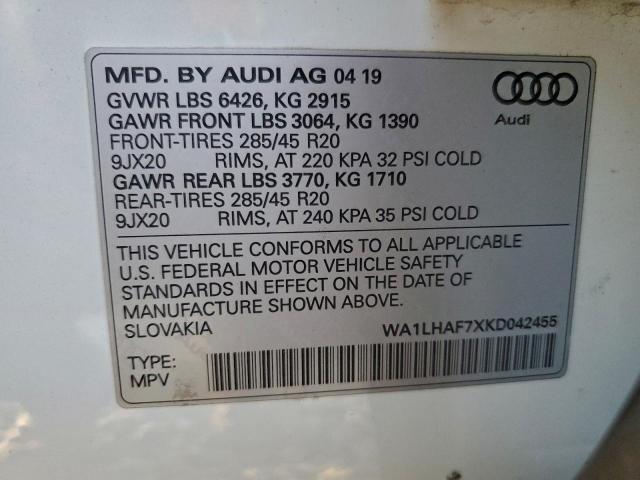 MFD. BY AUDI AG 04 19
GVWR LBS 6426, KG 2915
GAWR FRONT LBS 3064, KG 1390
FRONT-TIRES 285/45 R20
9JX20 RIMS, AT 220 KPA 32 PSI COLD
GAWR REAR LBS 3770, KG 1710
REAR-TIRES 285/45 R20
9JX20 RIMS, AT 240 KPA 35 PSI COLD
Audi
THIS VEHICLE CONFORMS TO ALL APPLICABLE
U.S. FEDERAL MOTOR VEHICLE SAFETY
STANDARDS IN EFFECT ON THE DATE OF
MANUFACTURE SHOWN ABOVE.
SLOVAKIA WA1LHAF7XKD042455
TYPE:
MPV